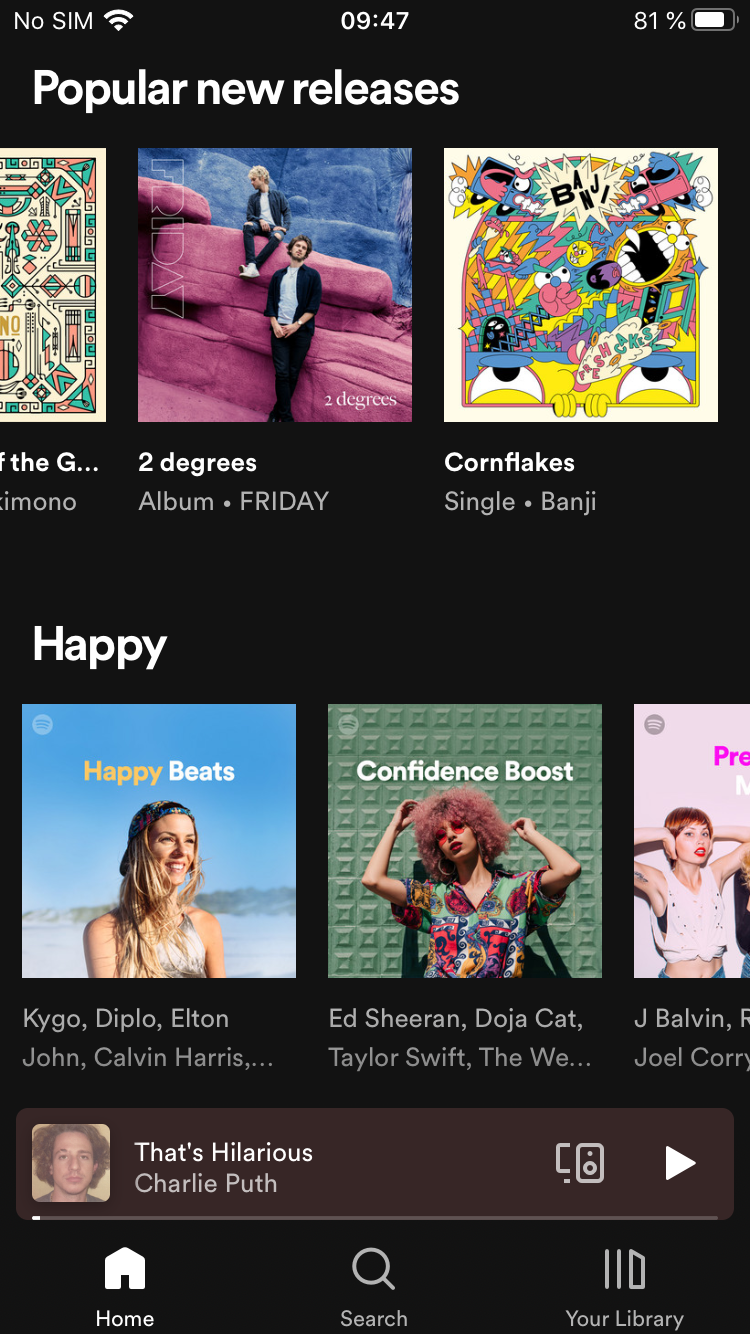 No SIM 09:47 81 %
Popular new releases
FRIDAY
2 degrees
BANJI
FRESH CAKES
NO
f the G...
kimono
2 degrees
Album • FRIDAY
Cornflakes
Single • Banji
Happy
Happy Beats
Confidence Boost
Pre
M
Kygo, Diplo, Elton
John, Calvin Harris,...
Ed Sheeran, Doja Cat,
Taylor Swift, The We...
J Balvin, R
Joel Corry
That's Hilarious
Charlie Puth
Home
Search
Your Library